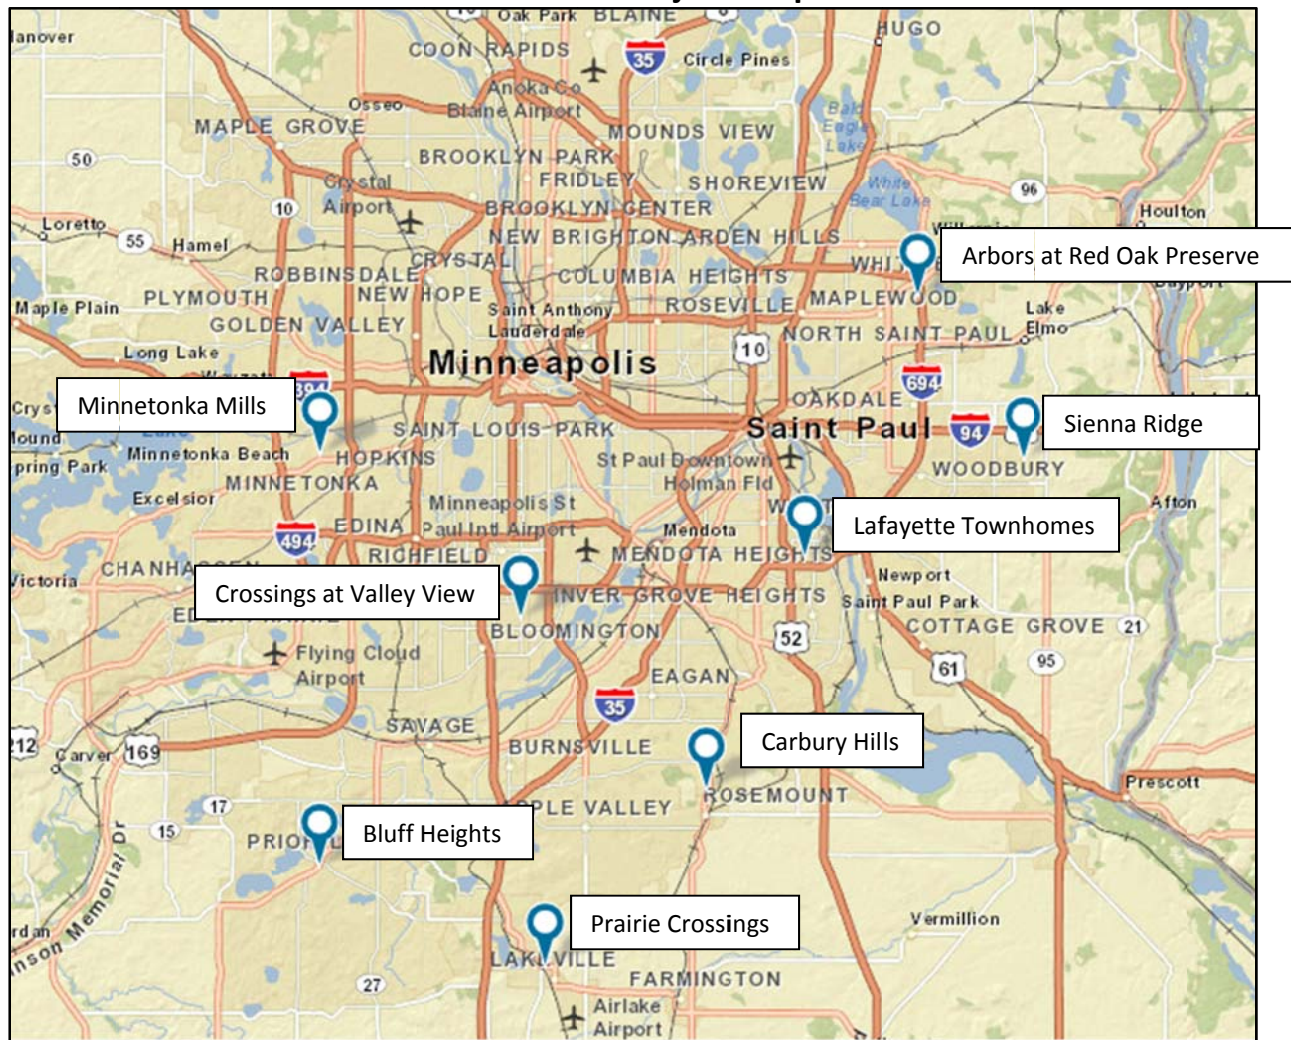 Oak Park
BLAINE
HUGO
COON RAPIDS
35
Circle Pines
Anoka Co
Blaine Airport
Osseo
MAPLE GROVE
MOUNDS VIEW
Bald
Eagle
Lake
50
BROOKLYN PARK
FRIDLEY
SHOREVIEW
White
Bear Lake
96
Crystal
Airport
10
BROOKLYN CENTER
Houlton
Loretto
55
Hamel
NEW BRIGHTON
ARDEN HILLS
Arbors at Red Oak Preserve
CRYSTAL
ROBBINSDALE
COLUMBIA HEIGHTS
NEW HOPE
PLYMOUTH
MAPLEWOOD
ROSEVILLE
Maple Plain
Saint Anthony
Lauderdale
Lake
Elmo
GOLDEN VALLEY
NORTH SAINT PAUL
Long Lake
Minneapolis
10
694
Minnetonka Mills
OAKDALE
Saint Paul
94
Sienna Ridge
SAINT LOUIS PARK
Minnetonka Beach
HOPKINS
St Paul Downtown
Holman Fld
WOODBURY
MINNETONKA
Excelsior
Minneapolis St
Paul Intl Airport
Afton
494
EDINA
Mendota
Lafayette Townhomes
RICHFIELD
MENDOTA HEIGHTS
Victoria
Newport
Crossings at Valley View
INVER GROVE HEIGHTS
Saint Paul Park
COTTAGE GROVE
21
BLOOMINGTON
52
Flying Cloud
Airport
61
95
EAGAN
35
SAVAGE
BURNSVILLE
Carbury Hills
Carver
169
Prescott
ROSEMOUNT
17
15
Bluff Heights
Prairie Crossings
Vermillion
LAKEVILLE
FARMINGTON
27
Airlake
Airport